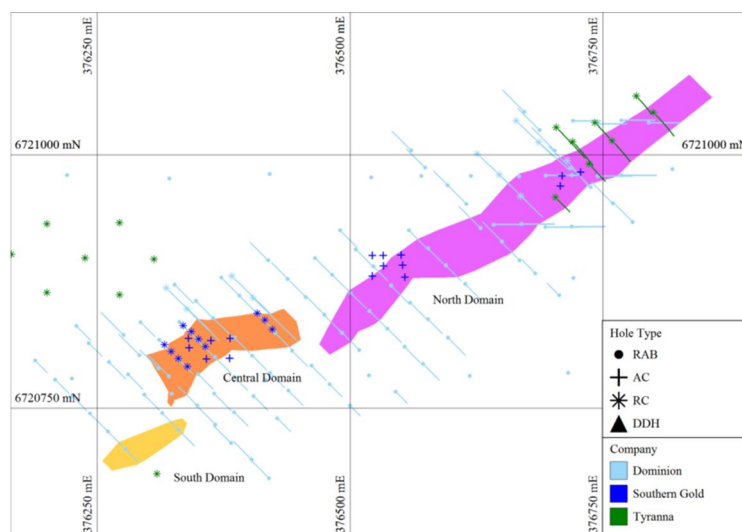 376250 mE
376500 mE
376750 mE
6721000 mN
6721000 mN
North Domain
Central Domain
6720750 mN
South Domain
376250 mE
376500 mE
376750 mE
Hole Type
RAB
AC
RC
DDH
Company
Dominion
Southern Gold
Tyranna